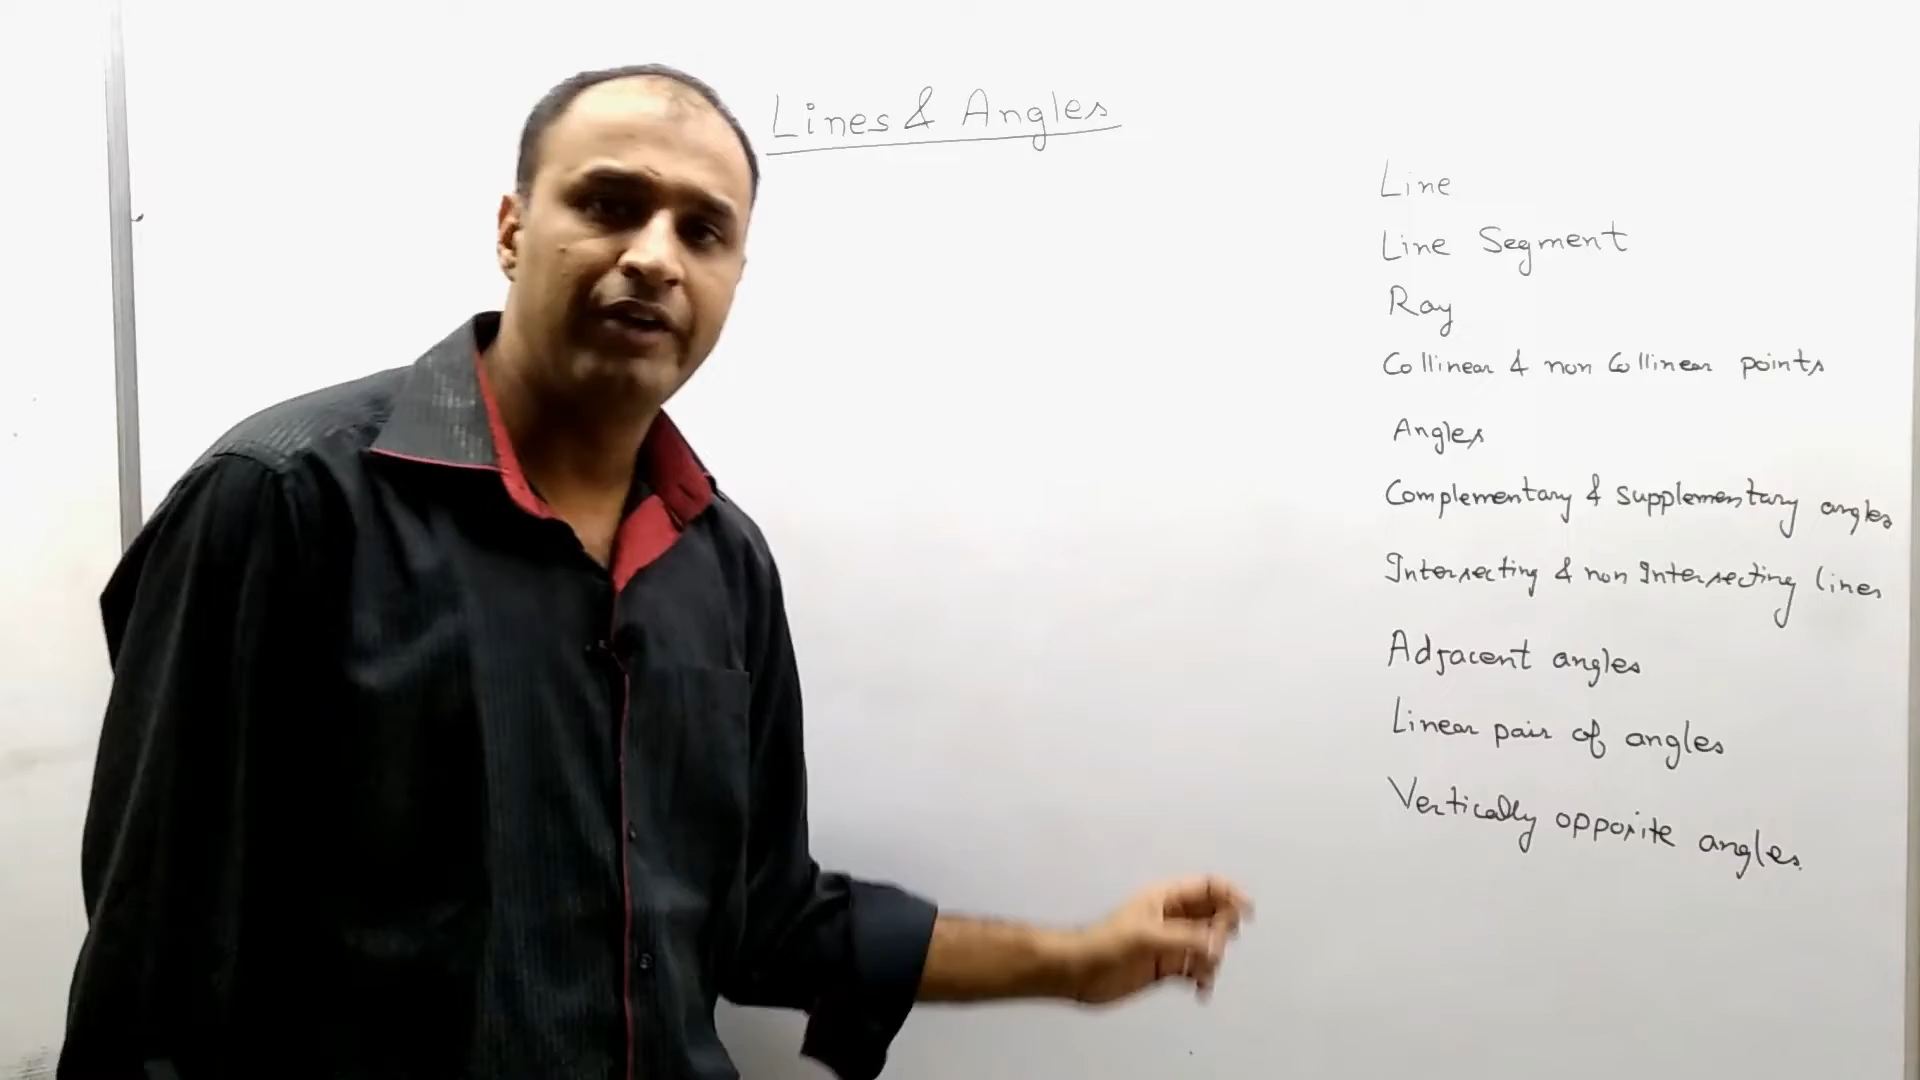 Lines & Angles
Line
Line Segment
Ray
Collinear & non Collinear points
Angles
Complementary & supplementary angles
Intersecting & non Intersecting lines
Adjacent angles
Linear pair of angles
Vertically opposite angles.